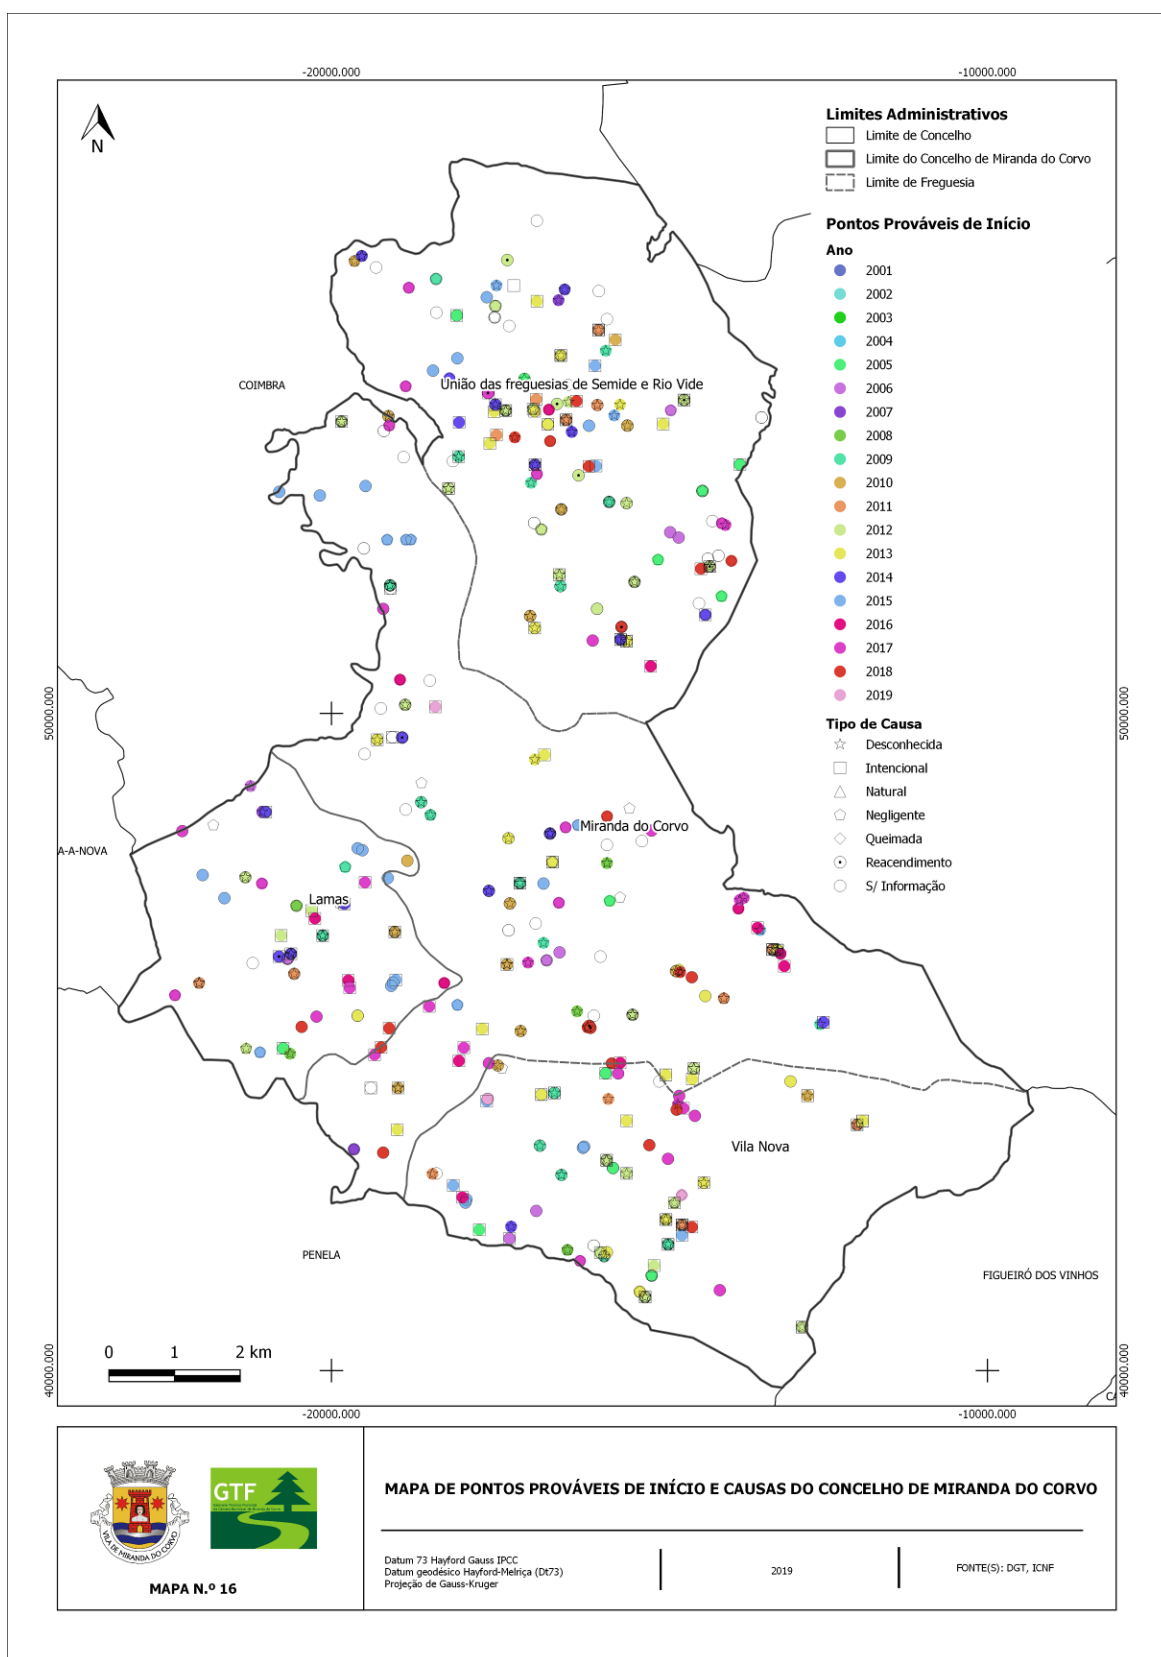 -20000.000
-10000.000
N
Limites Administrativos
Limite de Concelho
Limite do Concelho de Miranda do Corvo
Limite de Freguesia
Pontos Prováveis de Início
Ano
2001
2002
2003
2004
2005
2006
2007
2008
2009
2010
2011
2012
2013
2014
2015
2016
2017
2018
2019
Tipo de Causa
Desconhecida
Intencional
Natural
Negligente
Queimada
Reacendimento
S/ Informação
COIMBRA
União das freguesias de Semide e Rio Vide
50000.000
50000.000
Miranda do Corvo
A-A-NOVA
Lamas
Vila Nova
PENELA
FIGUEIRÓ DOS VINHOS
0 1 2 km
40000.000
40000.000
CA
-20000.000
-10000.000
GTF
VILA DE MIRANDA DO CORVO
MAPA N.º 16
MAPA DE PONTOS PROVÁVEIS DE INÍCIO E CAUSAS DO CONCELHO DE MIRANDA DO CORVO
Datum 73 Hayford Gauss IPCC
Datum geodésico Hayford-Melriça (Dt73)
Projeção de Gauss-Kruger
2019
FONTE(S): DGT, ICNF